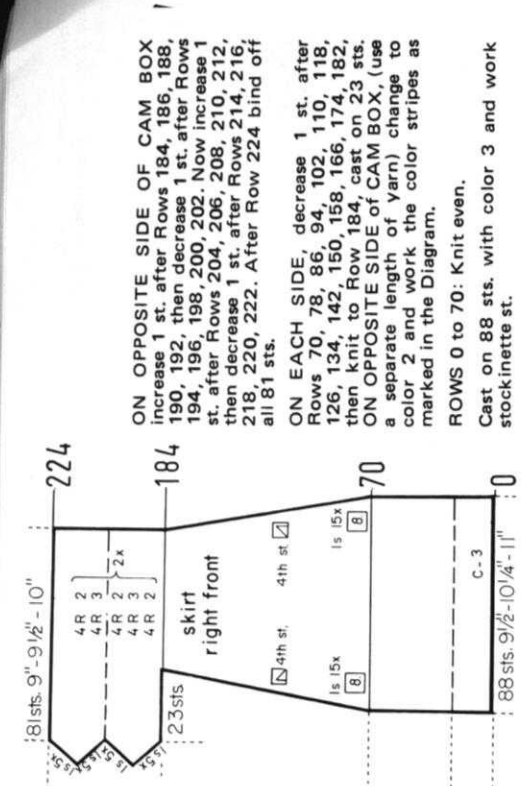 ON OPPOSITE SIDE OF CAM BOX
increase 1 st. after Rows 184, 186, 188,
190, 192, then decrease 1 st. after Rows
194, 196, 198, 200, 202. Now increase 1
st. after Rows 204, 206, 208, 210, 212,
then decrease 1 st. after Rows 214, 216,
218, 220, 222. After Row 224 bind off
all 81 sts.
ON EACH SIDE, decrease 1 st. after
Rows 70, 78, 86, 94, 102, 110, 118,
126, 134, 142, 150, 158, 166, 174, 182,
then knit to Row 184, cast on 23 sts.
ON OPPOSITE SIDE of CAM BOX, (use
a separate length of yarn) change to
color 2 and work the color stripes as
marked in the Diagram.
ROWS 0 to 70: Knit even.
Cast on 88 sts. with color 3 and work
stockinette st.
81 sts. 9"-9½"-10"
224
4 R 2
4 R 3
4 R 2
4 R 3
4 R 2
2x
1s 5x
1s 5x
1s 5x
1s 5x
184
23 sts
skirt
right front
4th st.
4th st
1s 15x
8
1s 15x
8
70
C-3
0
88 sts. 9½-10¼"-11"